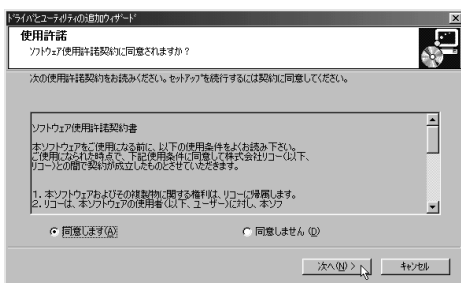 ﾄﾞﾗｲﾊﾞとﾕｰﾃｨﾘﾃｨの追加ｳｨｻﾞｰﾄﾞ
使用許諾
ｿﾌﾄｳｪｱ使用許諾契約に同意されますか?
次の使用許諾契約をお読みください。ｾｯﾄｱｯﾌﾟを続行するには契約に同意してください。
ソフトウェア使用許諾契約書
本ソフトウェアをご使用になる前に、以下の使用条件をよくお読み下さい。
ご使用になられた時点で、下記使用条件に同意して株式会社リコー(以下、
リコー)との間で契約が成立したものとさせていただきます。
1. 本ソフトウェアおよびその複製物に関する権利は、リコーに帰属します。
2. リコーは、本ソフトウェアの使用者(以下、ユーザー)に対し、本ソフ
同意します(A)
同意しません (D)
次へ(N) >
ｷｬﾝｾﾙ